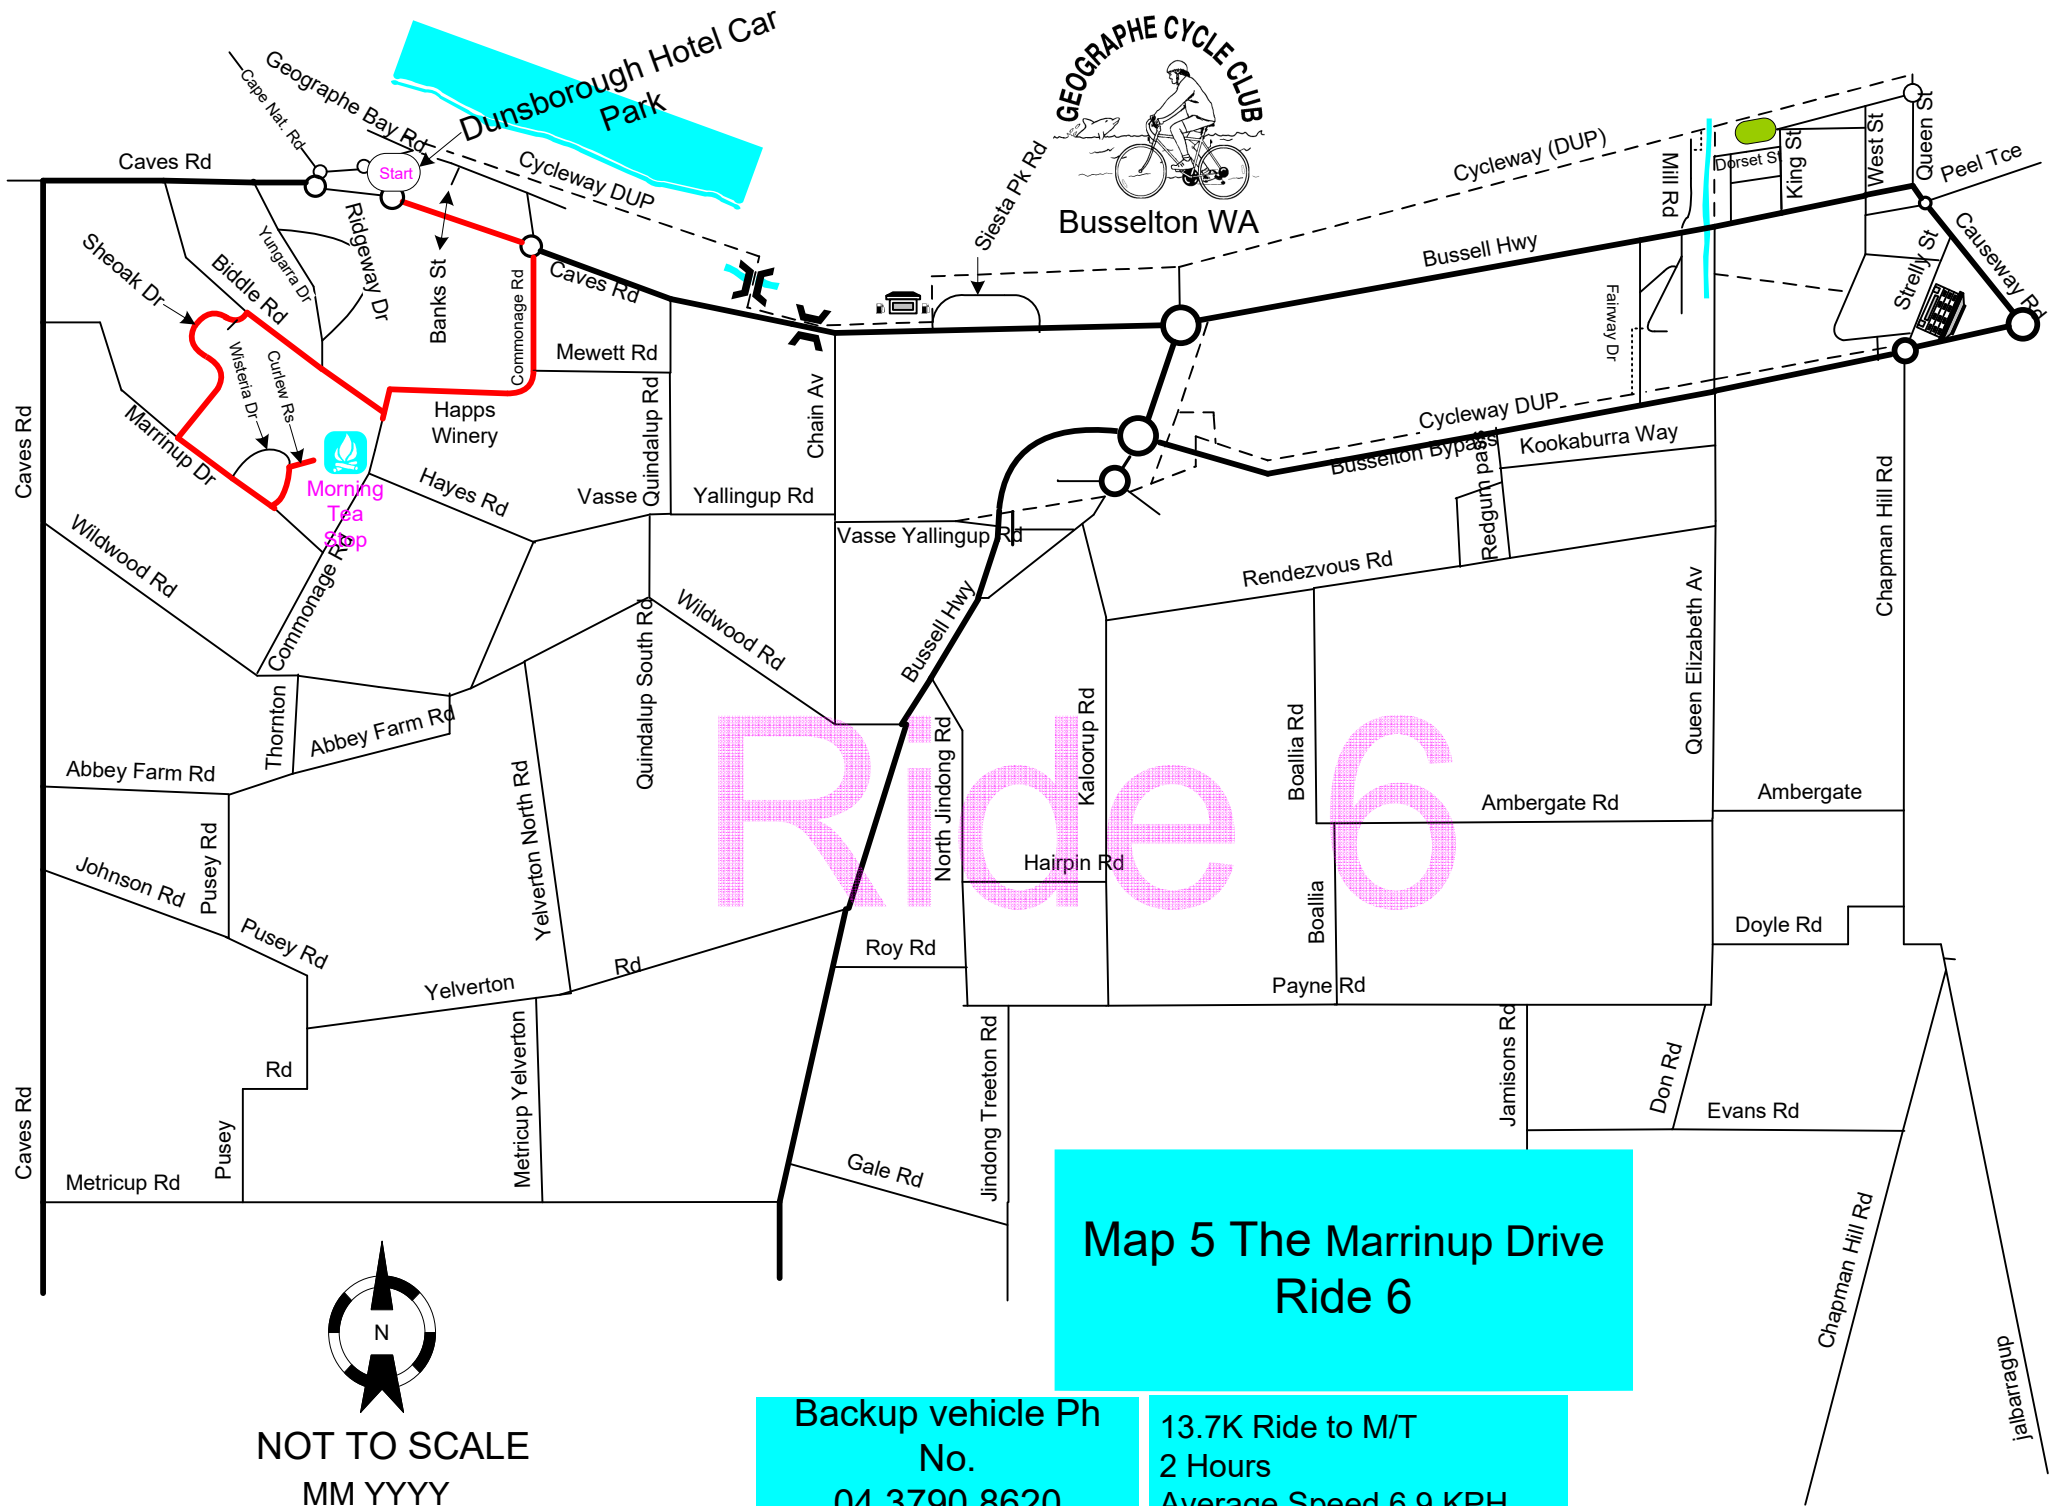 GEOGRAPHE CYCLE CLUB
Busselton WA
Dunsborough Hotel Car
Park
Geographe Bay Rd
Cape Nat. Rd
Caves Rd
Start
Cycleway DUP
Siesta Pk Rd
Cycleway (DUP)
Mill Rd
Dorset St
King St
West St
Queen St
Peel Tce
Causeway Rd
Strelly St
Bussell Hwy
Fairway Dr
Sheoak Dr
Biddle Rd
Yungarra Dr
Ridgeway Dr
Banks St
Commonage Rd
Caves Rd
Mewett Rd
Wisteria Dr
Curlew Rs
Happs
Winery
Quindalup Rd
Chain Av
Cycleway DUP
Busselton Bypass
Redgum pass
Kookaburra Way
Chapman Hill Rd
Caves Rd
Marrinup Dr
Morning
Tea
Stop
Hayes Rd
Vasse
Yallingup Rd
Vasse Yallingup Rd
Wildwood Rd
Commonage Rd
Rendezvous Rd
Queen Elizabeth Av
Bussell Hwy
Wildwood Rd
Quindalup South Rd
Thornton
Abbey Farm Rd
Abbey Farm Rd
Yelverton North Rd
North Jindong Rd
Kaloorup Rd
Boallia Rd
Ambergate Rd
Ambergate
Ride 6
Hairpin Rd
Johnson Rd
Pusey Rd
Pusey Rd
Boallia
Doyle Rd
Roy Rd
Yelverton
Rd
Payne Rd
Metricup Yelverton
Jindong Treeton Rd
Jamisons Rd
Don Rd
Evans Rd
Rd
Pusey
Caves Rd
Metricup Rd
Gale Rd
Chapman Hill Rd
jalbarragup
Map 5 The Marrinup Drive
Ride 6
N
NOT TO SCALE
MM YYYY
Backup vehicle Ph
No.
04 3790 8620
13.7K Ride to M/T
2 Hours
Average Speed 6.9 KPH